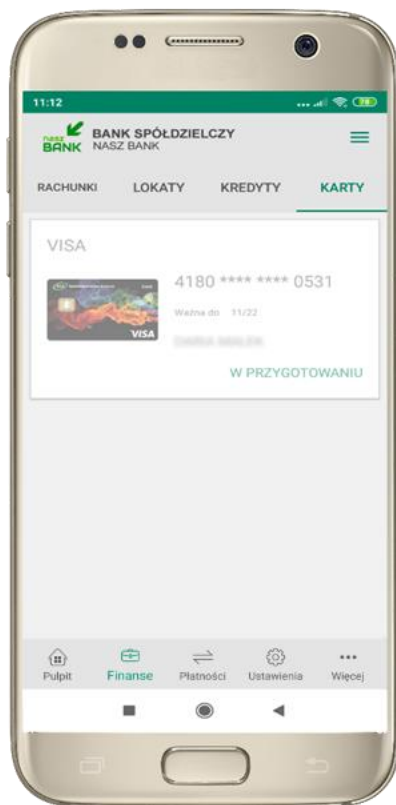 11:12
78
nasz BANK
BANK SPÓŁDZIELCZY
NASZ BANK
RACHUNKI LOKATY KREDYTY KARTY
VISA
4180 **** **** 0531
Ważna do 11/22
VISA
W PRZYGOTOWANIU
Pulpit Finanse Płatności Ustawienia Więcej